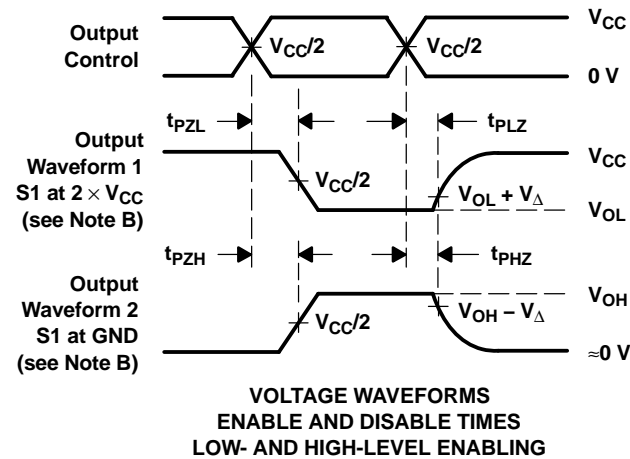 Output
Control
V_CC/2
V_CC/2
V_CC
0 V
t_PZL
t_PLZ
Output
Waveform 1
S1 at 2 × V_CC
(see Note B)
V_CC/2
V_OL + V_Δ
V_CC
V_OL
t_PZH
t_PHZ
Output
Waveform 2
S1 at GND
(see Note B)
V_CC/2
V_OH − V_Δ
V_OH
≈0 V
VOLTAGE WAVEFORMS
ENABLE AND DISABLE TIMES
LOW- AND HIGH-LEVEL ENABLING